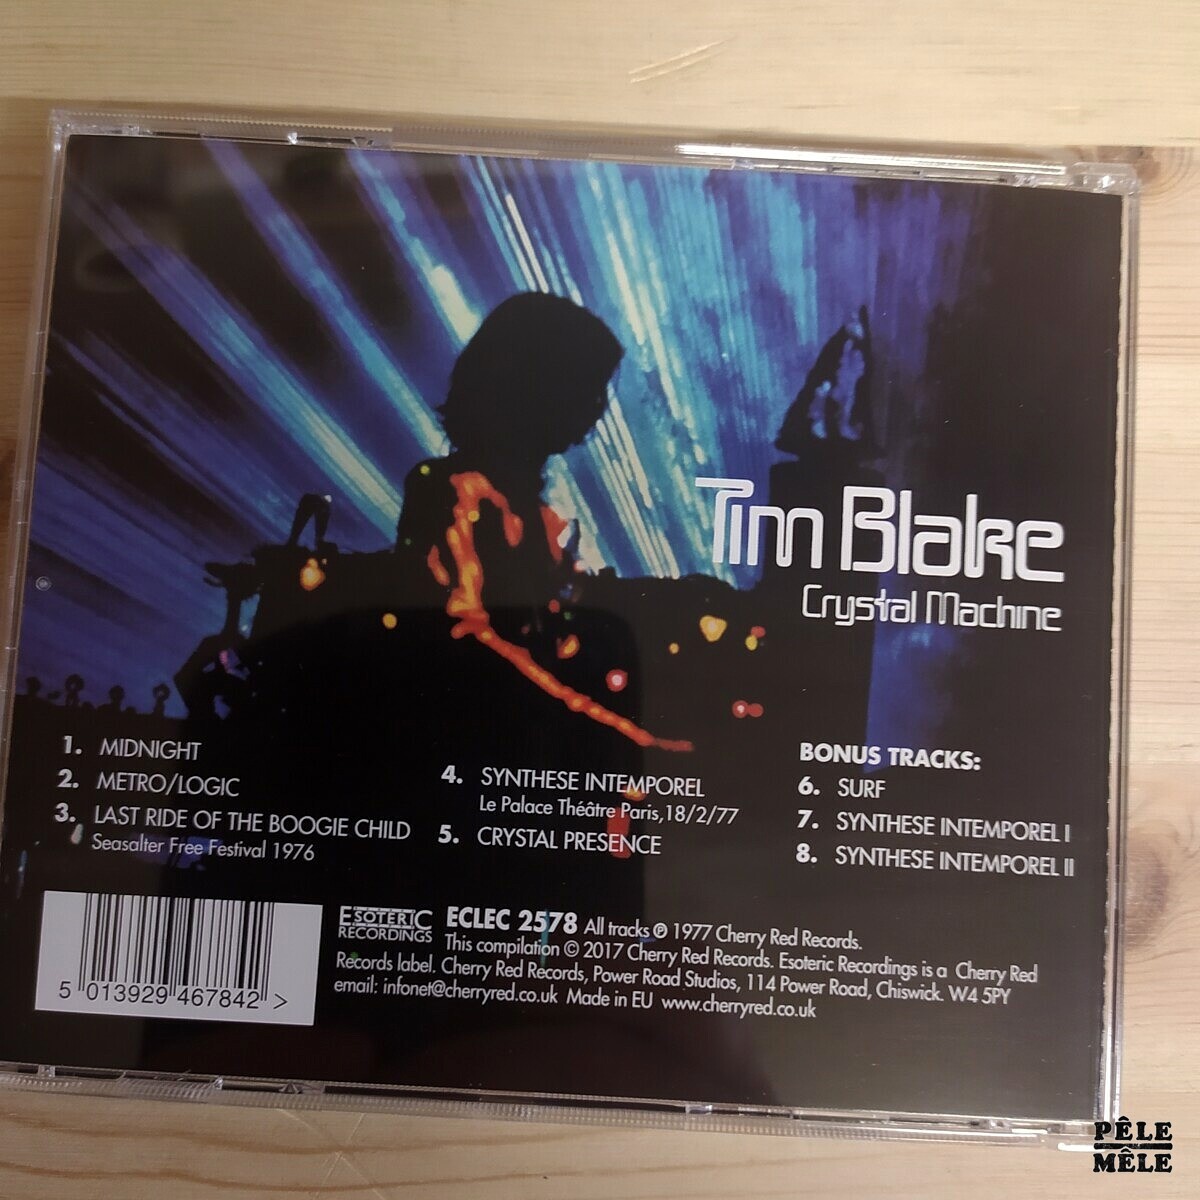 Tim Blake
Crystal Machine
1. MIDNIGHT
2. METRO/LOGIC
3. LAST RIDE OF THE BOOGIE CHILD
Seasalter Free Festival 1976
4. SYNTHESE INTEMPOREL
Le Palace Théâtre Paris,18/2/77
5. CRYSTAL PRESENCE
BONUS TRACKS:
6. SURF
7. SYNTHESE INTEMPOREL I
8. SYNTHESE INTEMPOREL II
5 013929 467842 >
ESOTERIC
RECORDINGS
ECLEC 2578 All tracks ℗ 1977 Cherry Red Records.
This compilation © 2017 Cherry Red Records. Esoteric Recordings is a Cherry Red
Records label. Cherry Red Records, Power Road Studios, 114 Power Road, Chiswick. W4 5PY
email: infonet@cherryred.co.uk Made in EU www.cherryred.co.uk
PÊLE
MÊLE